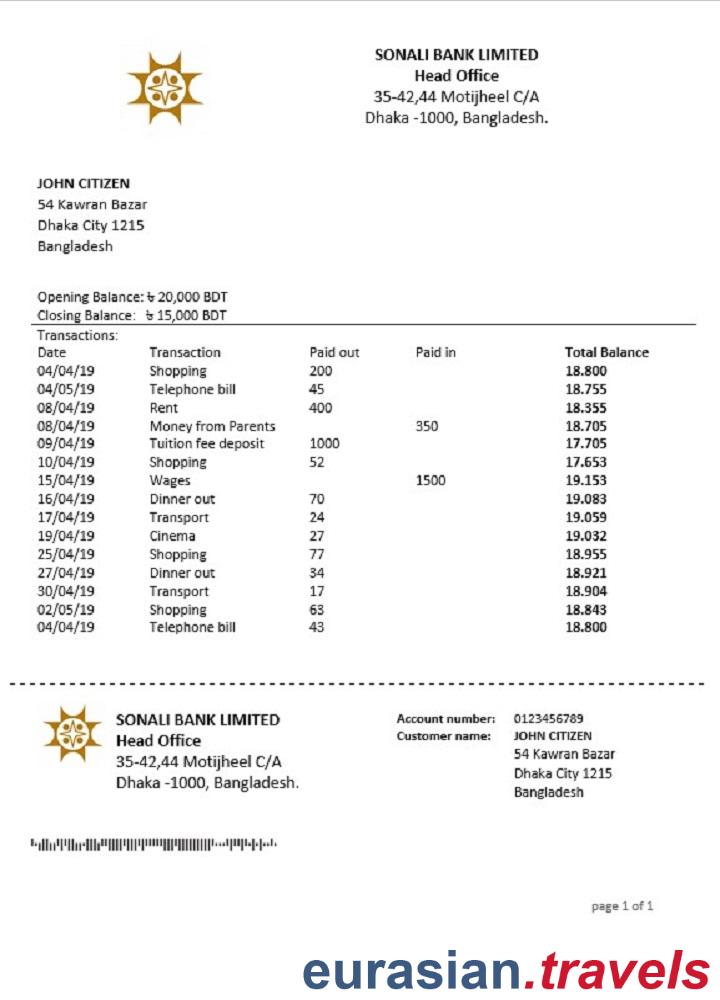 SONALI BANK LIMITED
Head Office
35-42,44 Motijheel C/A
Dhaka -1000, Bangladesh.
JOHN CITIZEN
54 Kawran Bazar
Dhaka City 1215
Bangladesh
Opening Balance: ৳ 20,000 BDT
Closing Balance: ৳ 15,000 BDT
Transactions:
Date Transaction Paid out Paid in Total Balance
04/04/19 Shopping 200 18.800
04/05/19 Telephone bill 45 18.755
08/04/19 Rent 400 18.355
08/04/19 Money from Parents 350 18.705
09/04/19 Tuition fee deposit 1000 17.705
10/04/19 Shopping 52 17.653
15/04/19 Wages 1500 19.153
16/04/19 Dinner out 70 19.083
17/04/19 Transport 24 19.059
19/04/19 Cinema 27 19.032
25/04/19 Shopping 77 18.955
27/04/19 Dinner out 34 18.921
30/04/19 Transport 17 18.904
02/05/19 Shopping 63 18.843
04/04/19 Telephone bill 43 18.800
SONALI BANK LIMITED
Head Office
35-42,44 Motijheel C/A
Dhaka -1000, Bangladesh.
Account number: 0123456789
Customer name: JOHN CITIZEN
54 Kawran Bazar
Dhaka City 1215
Bangladesh
page 1 of 1
eurasian.travels